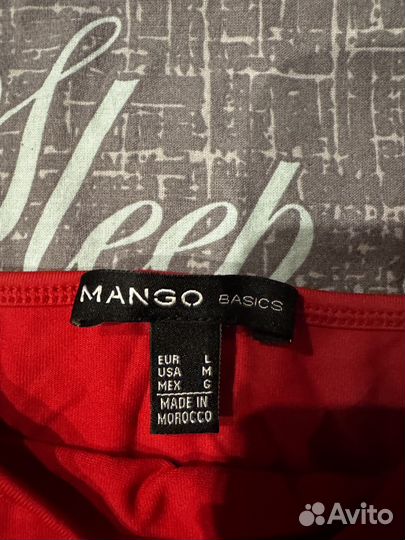 Sleep
MANGO BASICS
EUR L
USA M
MEX G
MADE IN
MOROCCO
Avito